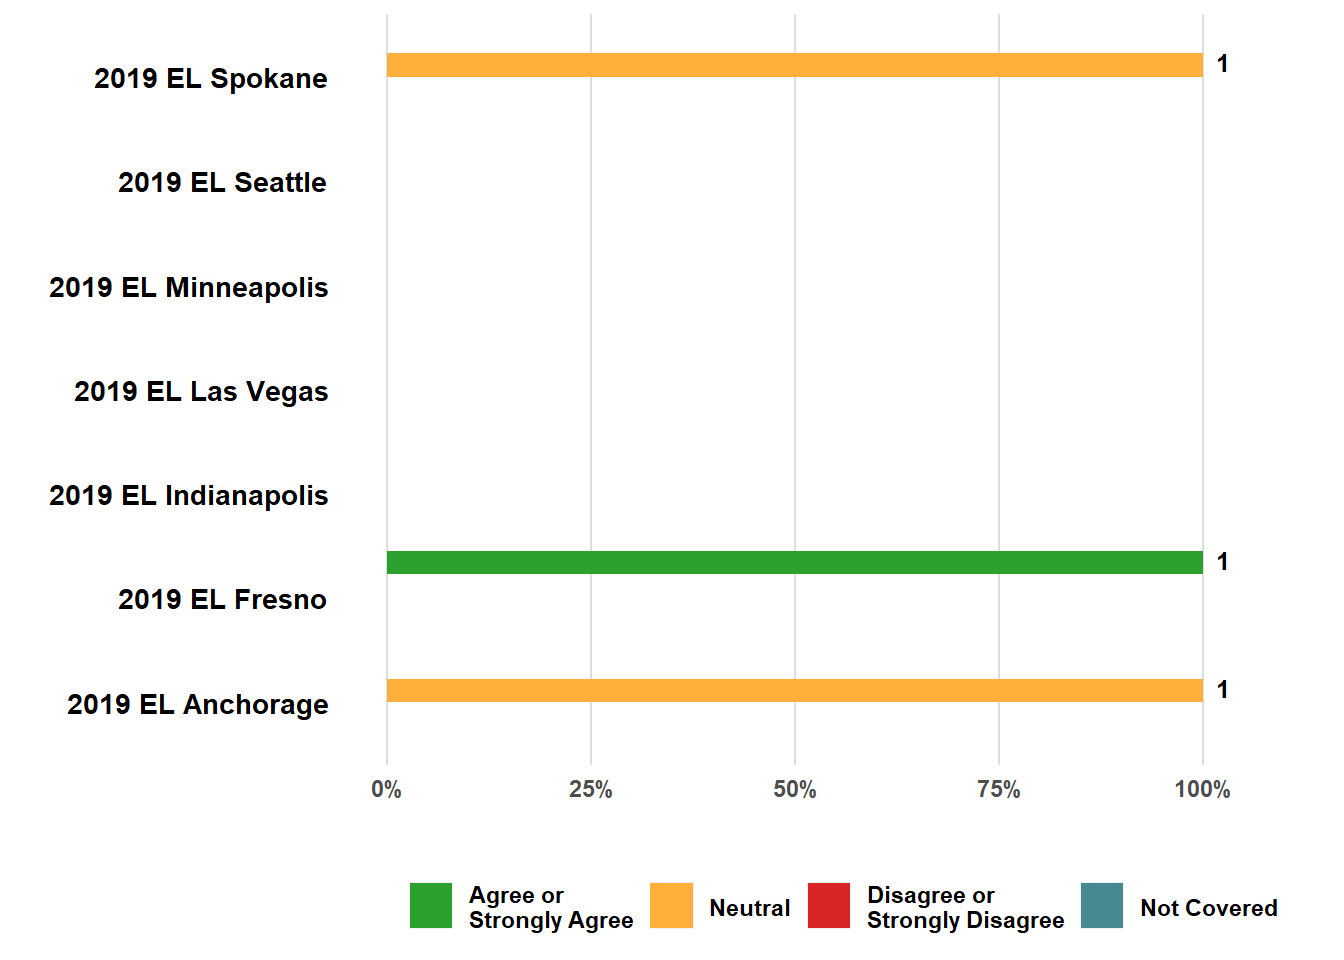 2019 EL Spokane
1
2019 EL Seattle
2019 EL Minneapolis
2019 EL Las Vegas
2019 EL Indianapolis
1
2019 EL Fresno
1
2019 EL Anchorage
0% 25% 50% 75% 100%
Agree or
Strongly Agree
Neutral
Disagree or
Strongly Disagree
Not Covered